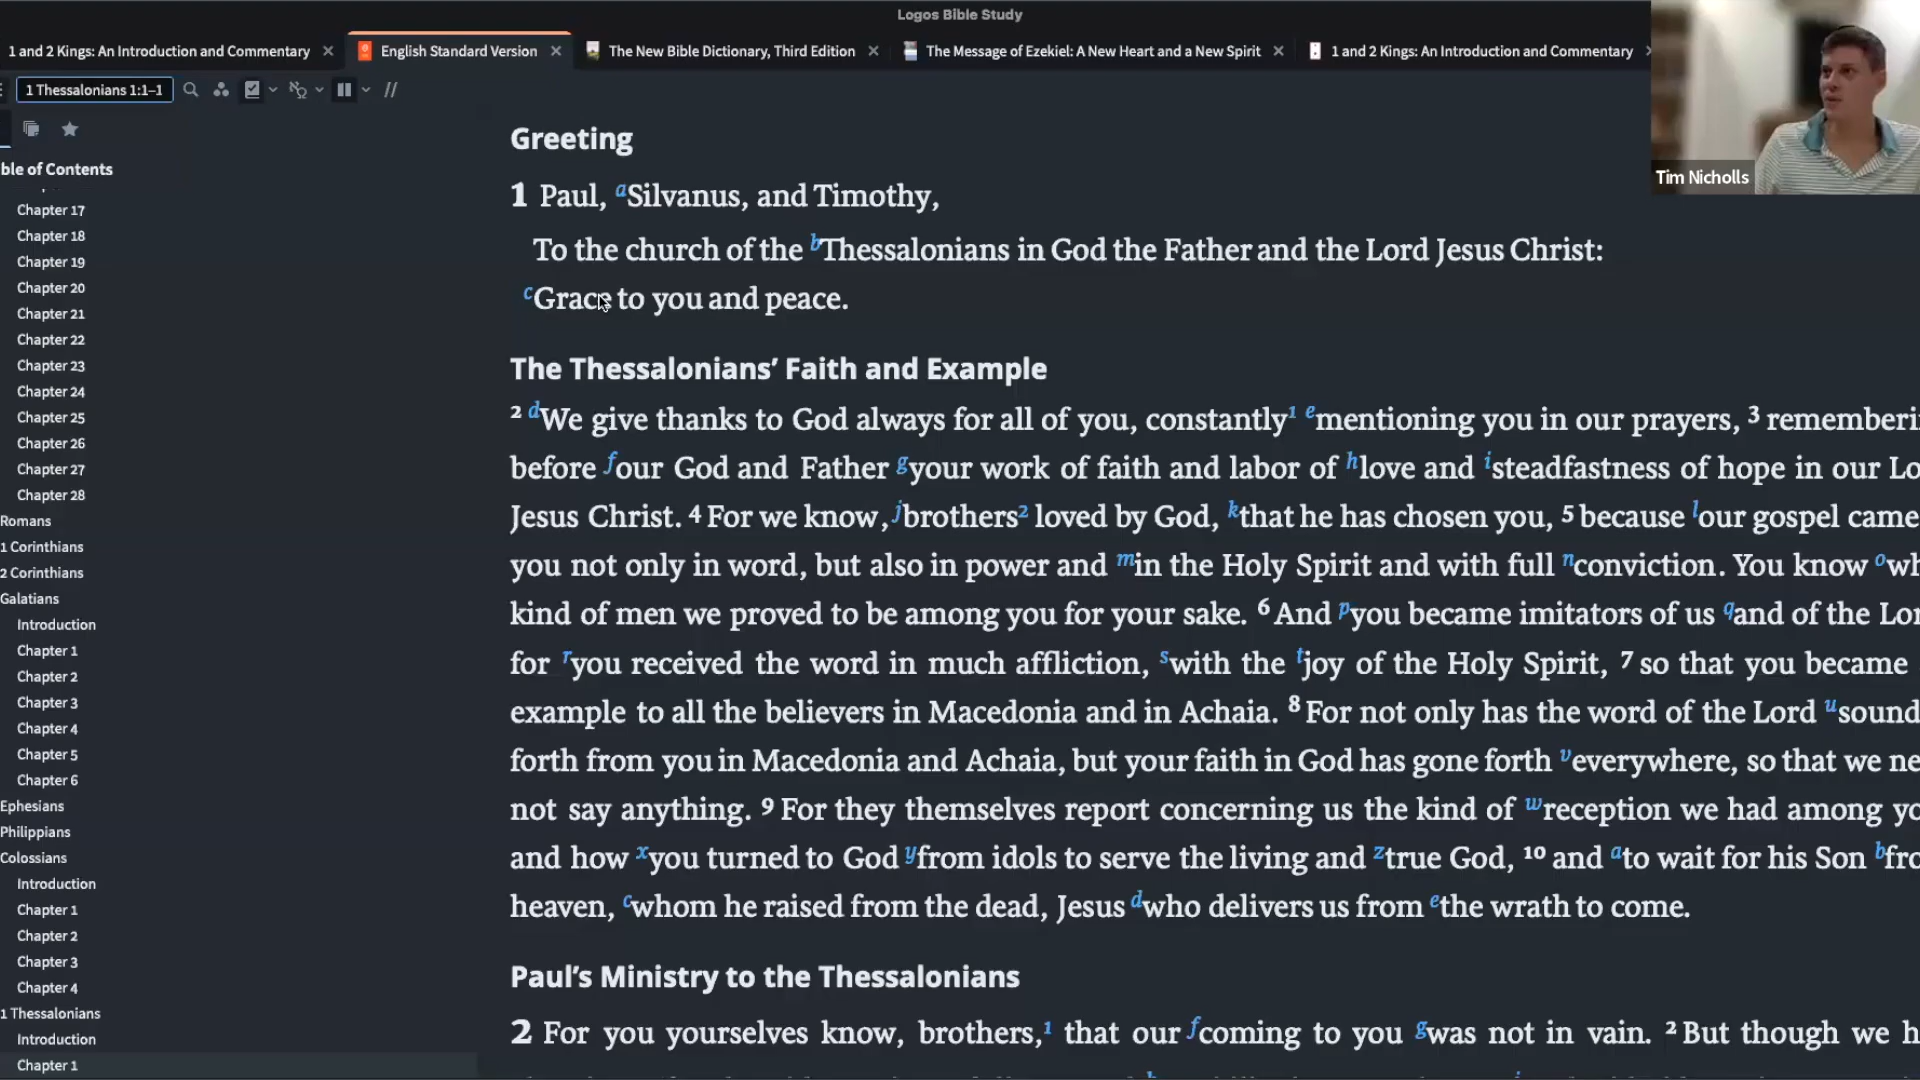 Logos Bible Study
1 and 2 Kings: An Introduction and Commentary
English Standard Version
The New Bible Dictionary, Third Edition
The Message of Ezekiel: A New Heart and a New Spirit
1 and 2 Kings: An Introduction and Commentary
1 Thessalonians 1:1–1
Tim Nicholls
ble of Contents
Chapter 17
Chapter 18
Chapter 19
Chapter 20
Chapter 21
Chapter 22
Chapter 23
Chapter 24
Chapter 25
Chapter 26
Chapter 27
Chapter 28
Romans
1 Corinthians
2 Corinthians
Galatians
Introduction
Chapter 1
Chapter 2
Chapter 3
Chapter 4
Chapter 5
Chapter 6
Ephesians
Philippians
Colossians
Introduction
Chapter 1
Chapter 2
Chapter 3
Chapter 4
1 Thessalonians
Introduction
Chapter 1
Greeting
1 Paul, aSilvanus, and Timothy,
To the church of the bThessalonians in God the Father and the Lord Jesus Christ:
cGrace to you and peace.
The Thessalonians’ Faith and Example
2 dWe give thanks to God always for all of you, constantly1 ementioning you in our prayers, 3 rememberi
before four God and Father gyour work of faith and labor of hlove and isteadfastness of hope in our Lo
Jesus Christ. 4 For we know, jbrothers2 loved by God, kthat he has chosen you, 5 because lour gospel came
you not only in word, but also in power and min the Holy Spirit and with full nconviction. You know owh
kind of men we proved to be among you for your sake. 6 And pyou became imitators of us qand of the Lor
for ryou received the word in much affliction, swith the tjoy of the Holy Spirit, 7 so that you became
example to all the believers in Macedonia and in Achaia. 8 For not only has the word of the Lord usound
forth from you in Macedonia and Achaia, but your faith in God has gone forth veverywhere, so that we ne
not say anything. 9 For they themselves report concerning us the kind of wreception we had among yo
and how xyou turned to God yfrom idols to serve the living and ztrue God, 10 and ato wait for his Son bfro
heaven, cwhom he raised from the dead, Jesus dwho delivers us from ethe wrath to come.
Paul’s Ministry to the Thessalonians
2 For you yourselves know, brothers,1 that our fcoming to you gwas not in vain. 2 But though we h